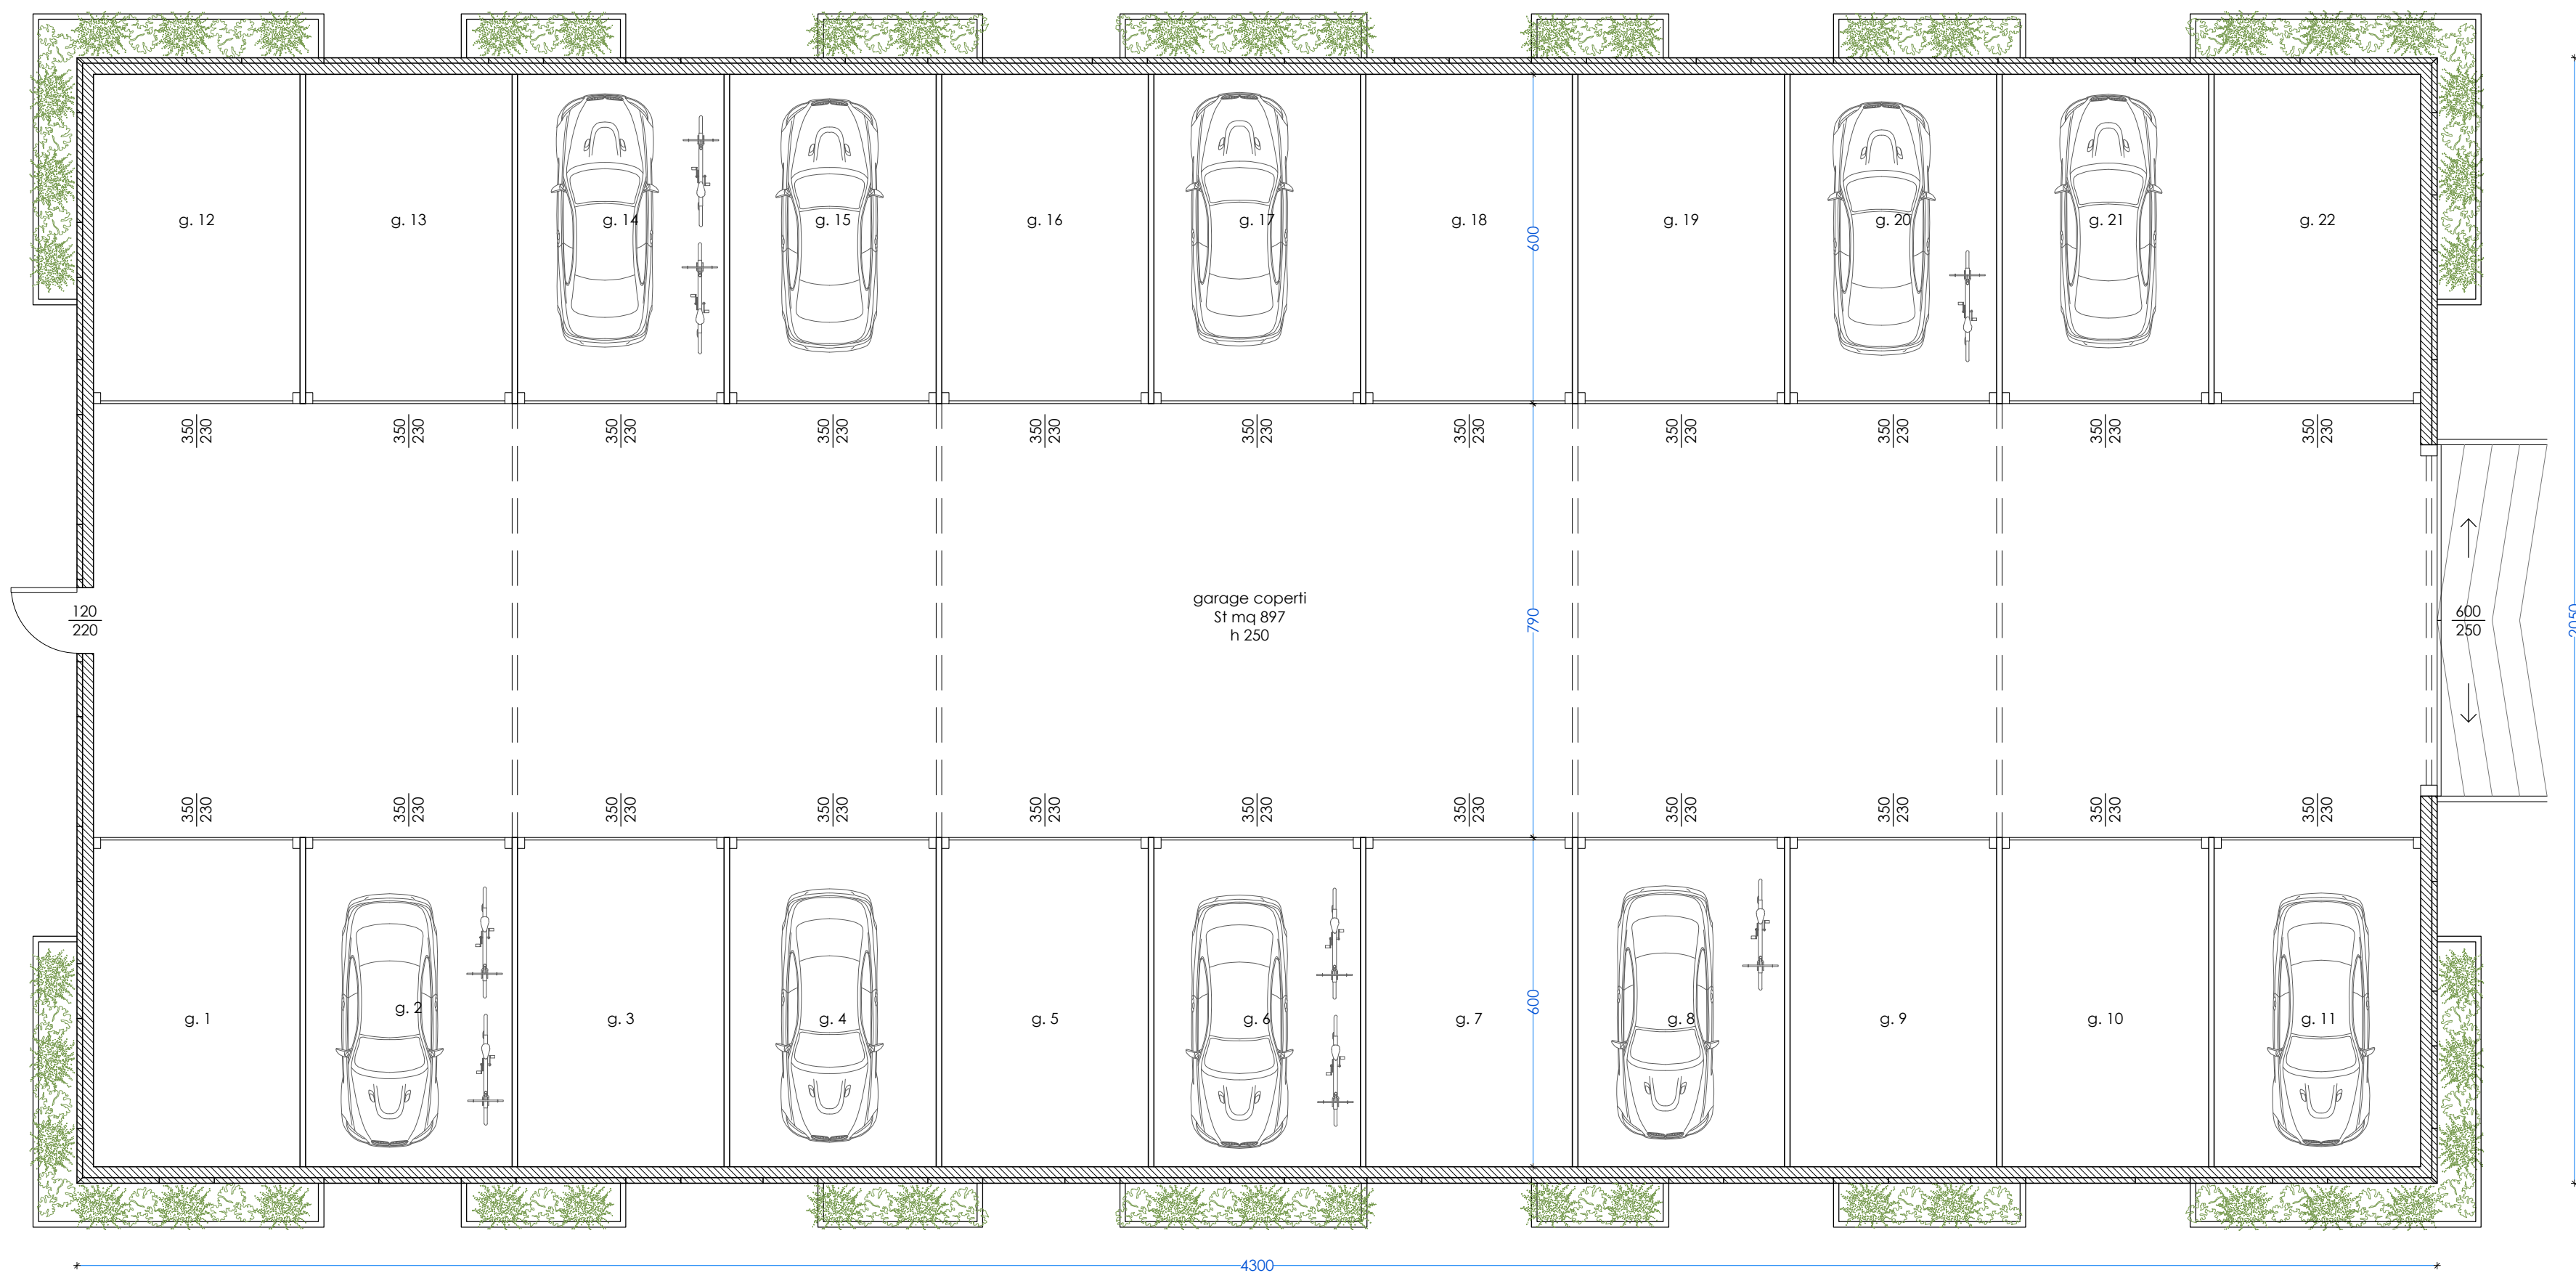 g. 12
g. 13
g. 14
g. 15
g. 16
g. 17
g. 18
g. 19
g. 20
g. 21
g. 22
600
350
230
350
230
350
230
350
230
350
230
350
230
350
230
350
230
350
230
350
230
350
230
120
220
garage coperti
St mq 897
h 250
790
600
250
2050
350
230
350
230
350
230
350
230
350
230
350
230
350
230
350
230
350
230
350
230
350
230
g. 1
g. 2
g. 3
g. 4
g. 5
g. 6
g. 7
600
g. 8
g. 9
g. 10
g. 11
4300